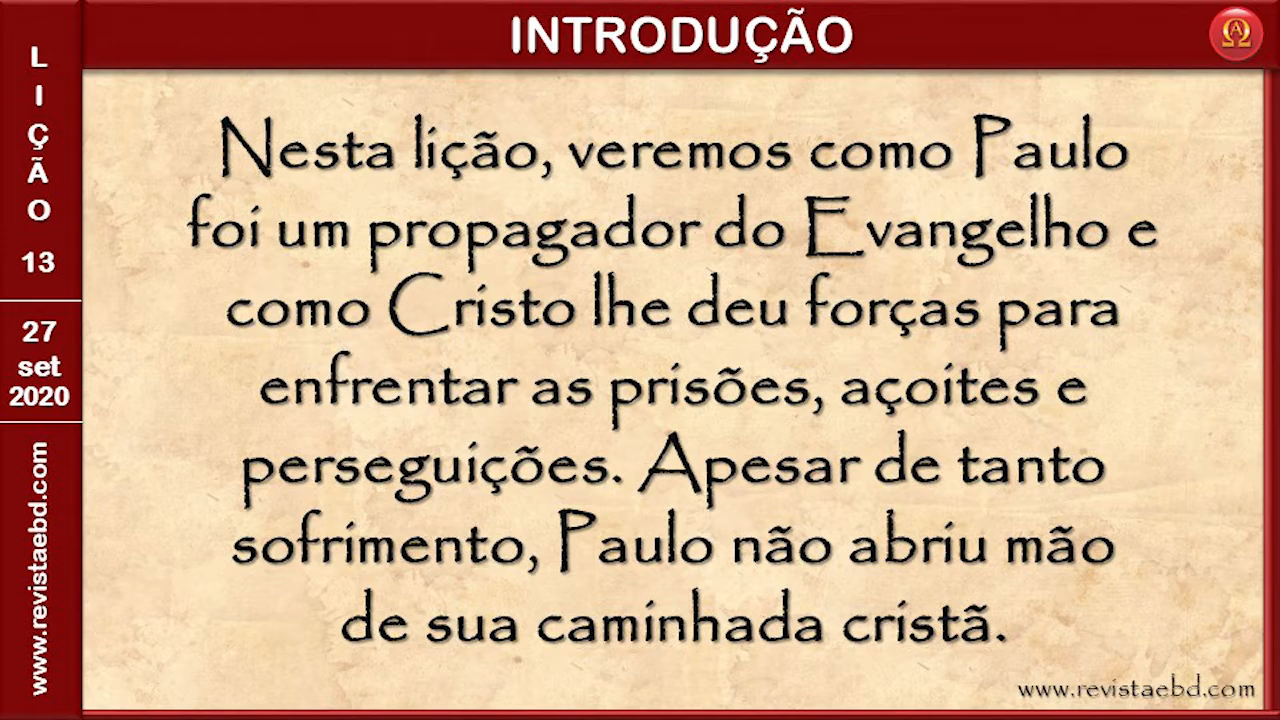 INTRODUÇÃO
LIÇÃO
13
27
set
2020
www.revistaebd.com
Nesta lição, veremos como Paulo
foi um propagador do Evangelho e
como Cristo lhe deu forças para
enfrentar as prisões, açoites e
perseguições. Apesar de tanto
sofrimento, Paulo não abriu mão
de sua caminhada cristã.
www.revistaebd.com